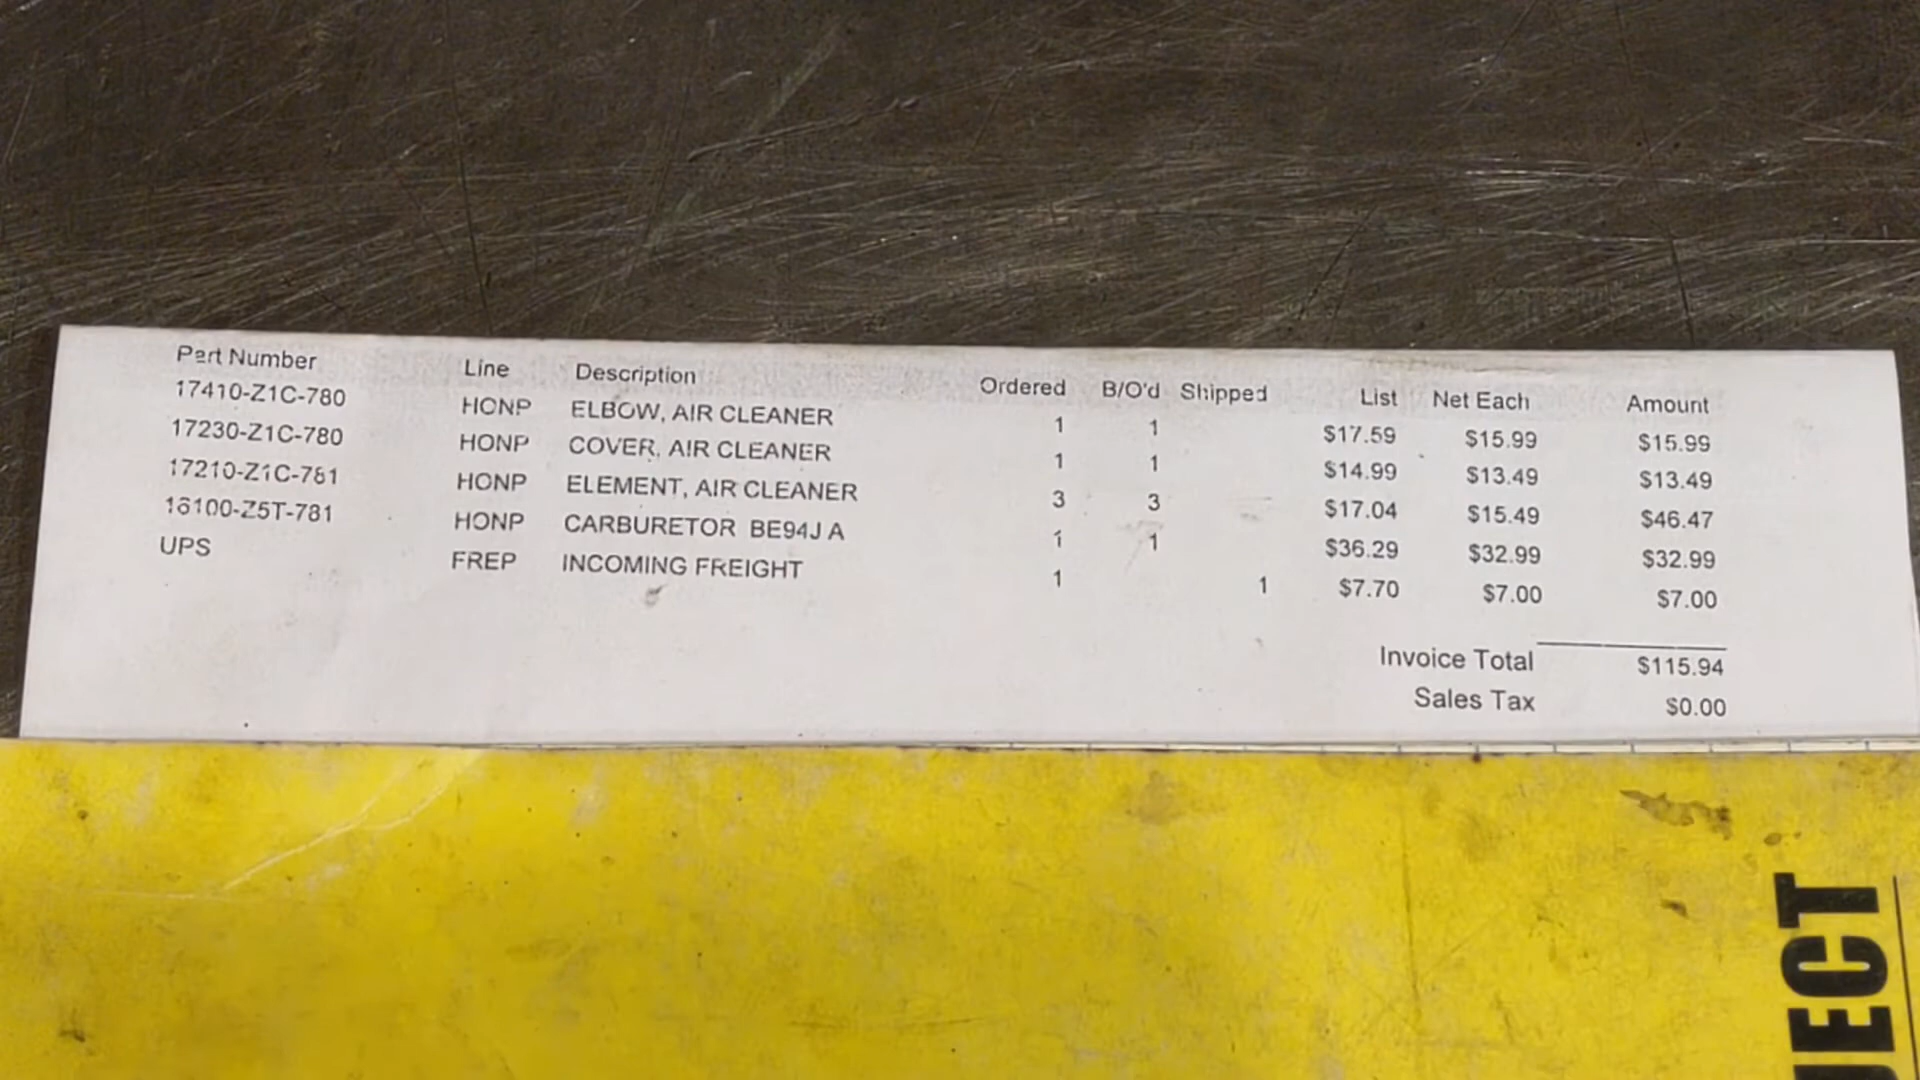 Part Number Line Description Ordered B/O'd Shipped List Net Each Amount
17410-Z1C-780 HONP ELBOW, AIR CLEANER 1 1 $17.59 $15.99 $15.99
17230-Z1C-780 HONP COVER, AIR CLEANER 1 1 $14.99 $13.49 $13.49
17210-Z1C-781 HONP ELEMENT, AIR CLEANER 3 3 $17.04 $15.49 $46.47
16100-Z5T-781 HONP CARBURETOR BE94J A 1 1 $36.29 $32.99 $32.99
UPS FREP INCOMING FREIGHT 1 1 $7.70 $7.00 $7.00
Invoice Total $115.94
Sales Tax $0.00
JECT